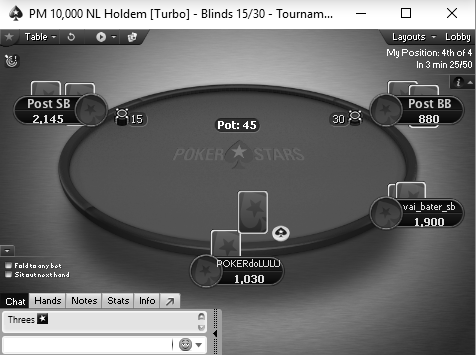 PM 10,000 NL Holdem [Turbo] - Blinds 15/30 - Tournam...
Table
Layouts
Lobby
My Position: 4th of 4
In 3 min 25/50
i
Post SB
2,145
15
Pot: 45
30
Post BB
880
POKER STARS
vai_bater_sb
1,900
POKERdoLULU
1,030
Fold to any bet
Sit out next hand
Chat
Hands
Notes
Stats
Info
Threes